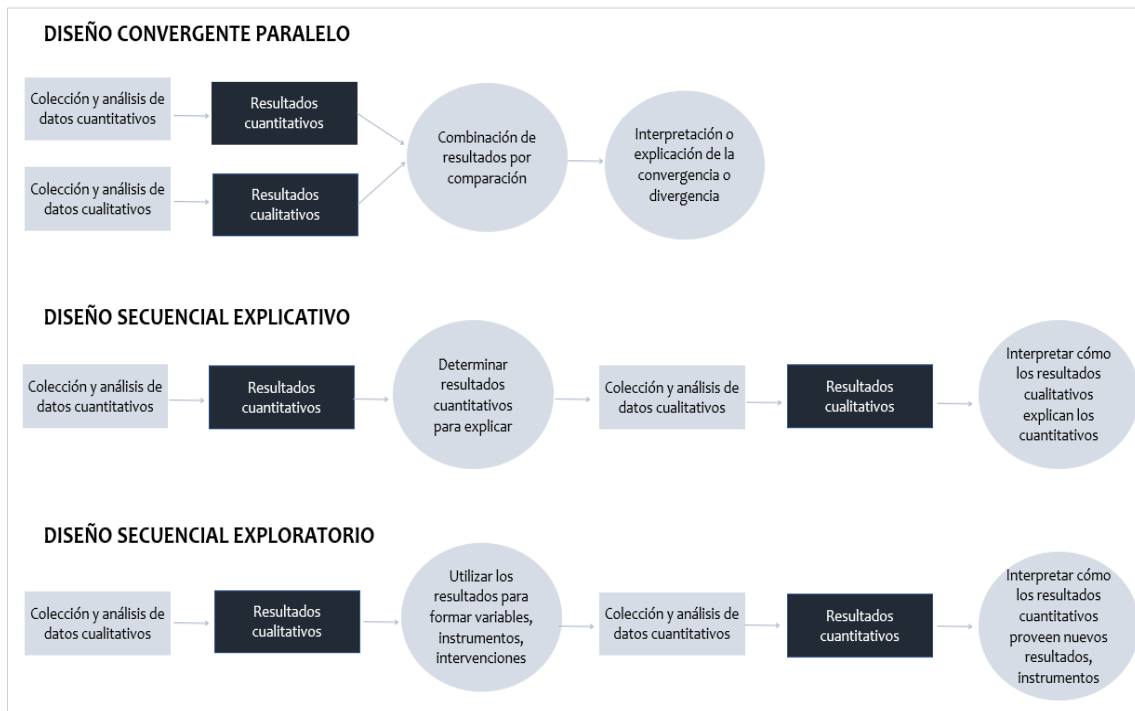 DISEÑO CONVERGENTE PARALELO
Colección y análisis de
datos cuantitativos
Resultados
cuantitativos
Colección y análisis de
datos cualitativos
Resultados
cualitativos
Combinación de
resultados por
comparación
Interpretación o
explicación de la
convergencia o
divergencia
DISEÑO SECUENCIAL EXPLICATIVO
Colección y análisis de
datos cuantitativos
Resultados
cuantitativos
Determinar
resultados
cuantitativos
para explicar
Colección y análisis de
datos cualitativos
Resultados
cualitativos
Interpretar cómo
los resultados
cualitativos
explican los
cuantitativos
DISEÑO SECUENCIAL EXPLORATORIO
Colección y análisis de
datos cualitativos
Resultados
cualitativos
Utilizar los
resultados para
formar variables,
instrumentos,
intervenciones
Colección y análisis de
datos cuantitativos
Resultados
cuantitativos
Interpretar cómo
los resultados
cuantitativos
proveen nuevos
resultados,
instrumentos